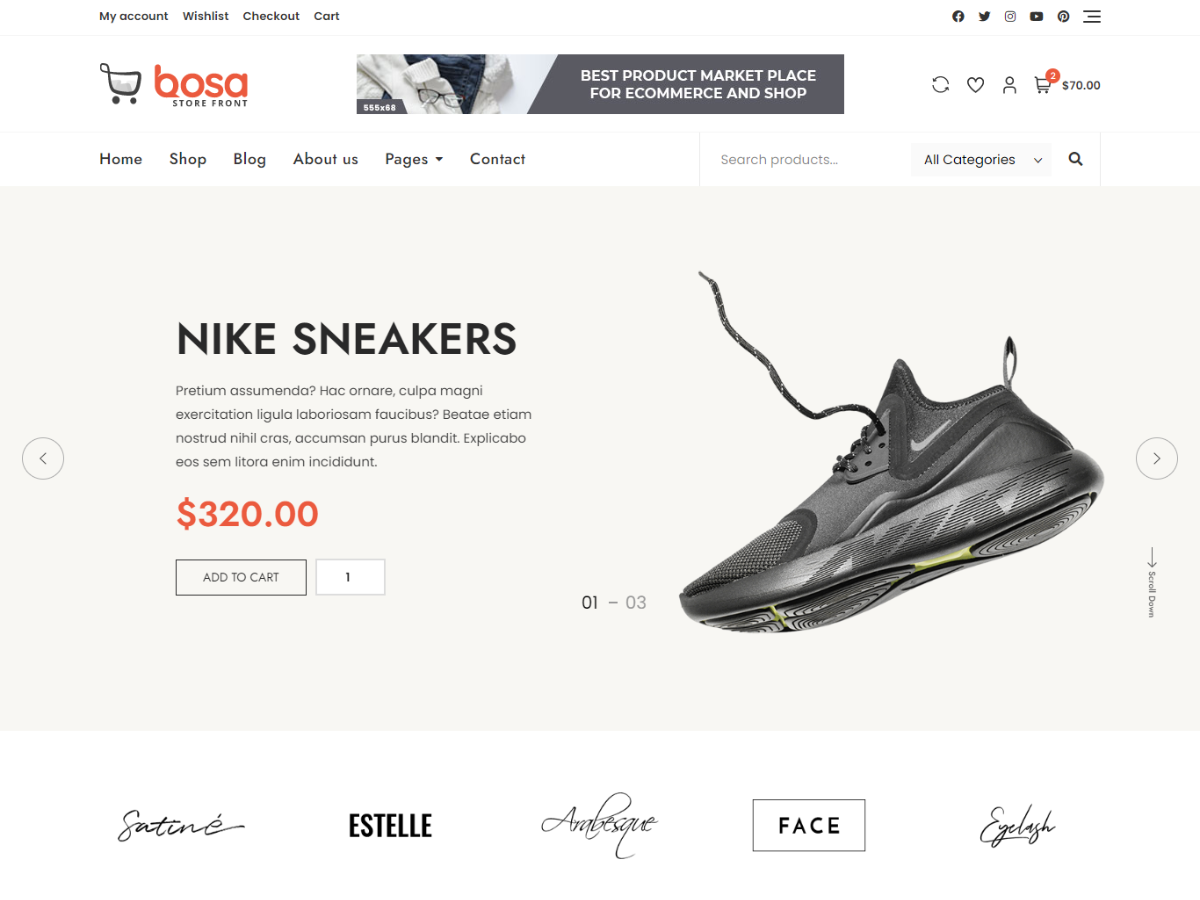 My account Wishlist Checkout Cart
bosa
STORE FRONT
555x68
BEST PRODUCT MARKET PLACE
FOR ECOMMERCE AND SHOP
2
$70.00
Home Shop Blog About us Pages Contact
Search products...
All Categories
NIKE SNEAKERS
Pretium assumenda? Hac ornare, culpa magni
exercitation ligula laboriosam faucibus? Beatae etiam
nostrud nihil cras, accumsan purus blandit. Explicabo
eos sem litora enim incididunt.
$320.00
ADD TO CART
1
01 – 03
Scroll Down
Satiné
ESTELLE
Arabesque
FACE
Eyelash